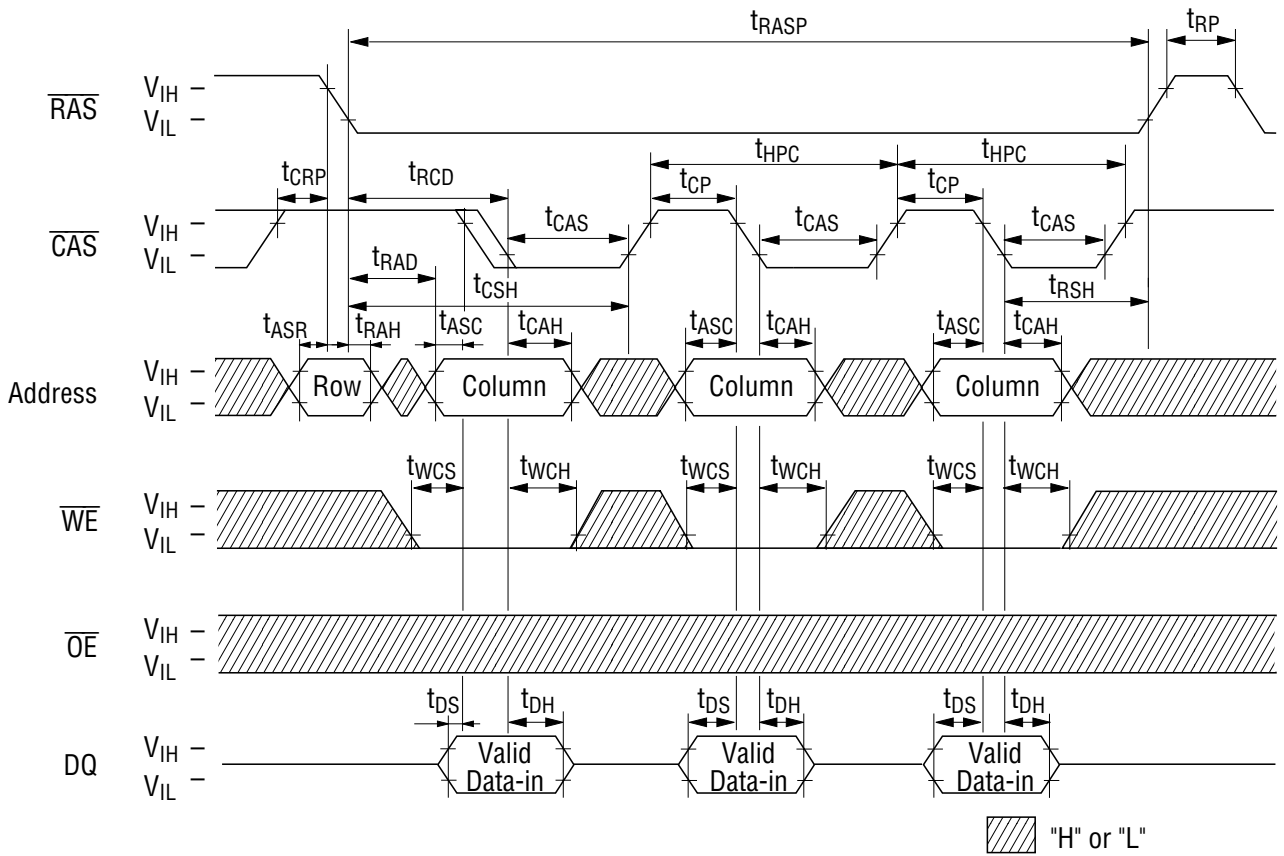 tRASP tRP
RAS VIH –
VIL –
tCRP tRCD tHPC tHPC
tCP tCP
CAS VIH –
VIL –
tCAS tCAS tCAS
tRAD tCSH tRSH
tASR tRAH tASC tCAH tASC tCAH tASC tCAH
Address VIH –
VIL –
Row Column Column Column
tWCS tWCH tWCS tWCH tWCS tWCH
WE VIH –
VIL –
OE VIH –
VIL –
tDS tDH tDS tDH tDS tDH
DQ VIH –
VIL –
Valid Data-in
Valid Data-in
Valid Data-in
"H" or "L"